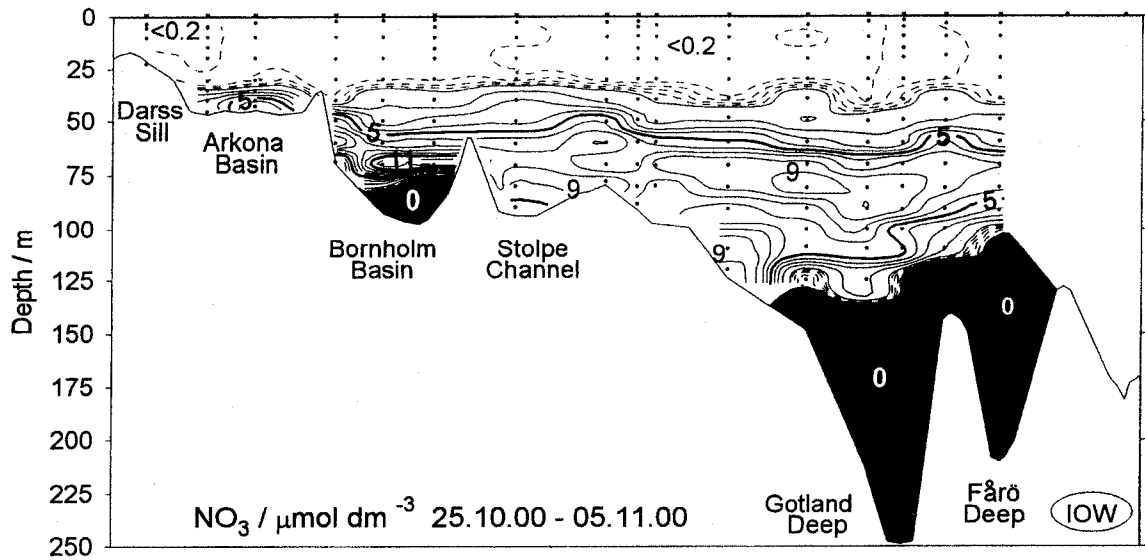 0
25
50
75
100
125
150
175
200
225
250
Depth / m
<0.2
<0.2
Darss
Sill
Arkona
Basin
5
5
11
0
Bornholm
Basin
Stolpe
Channel
9
9
9
5
5
0
0
Gotland
Deep
Fårö
Deep
NO3 / μmol dm -3 25.10.00 - 05.11.00
IOW